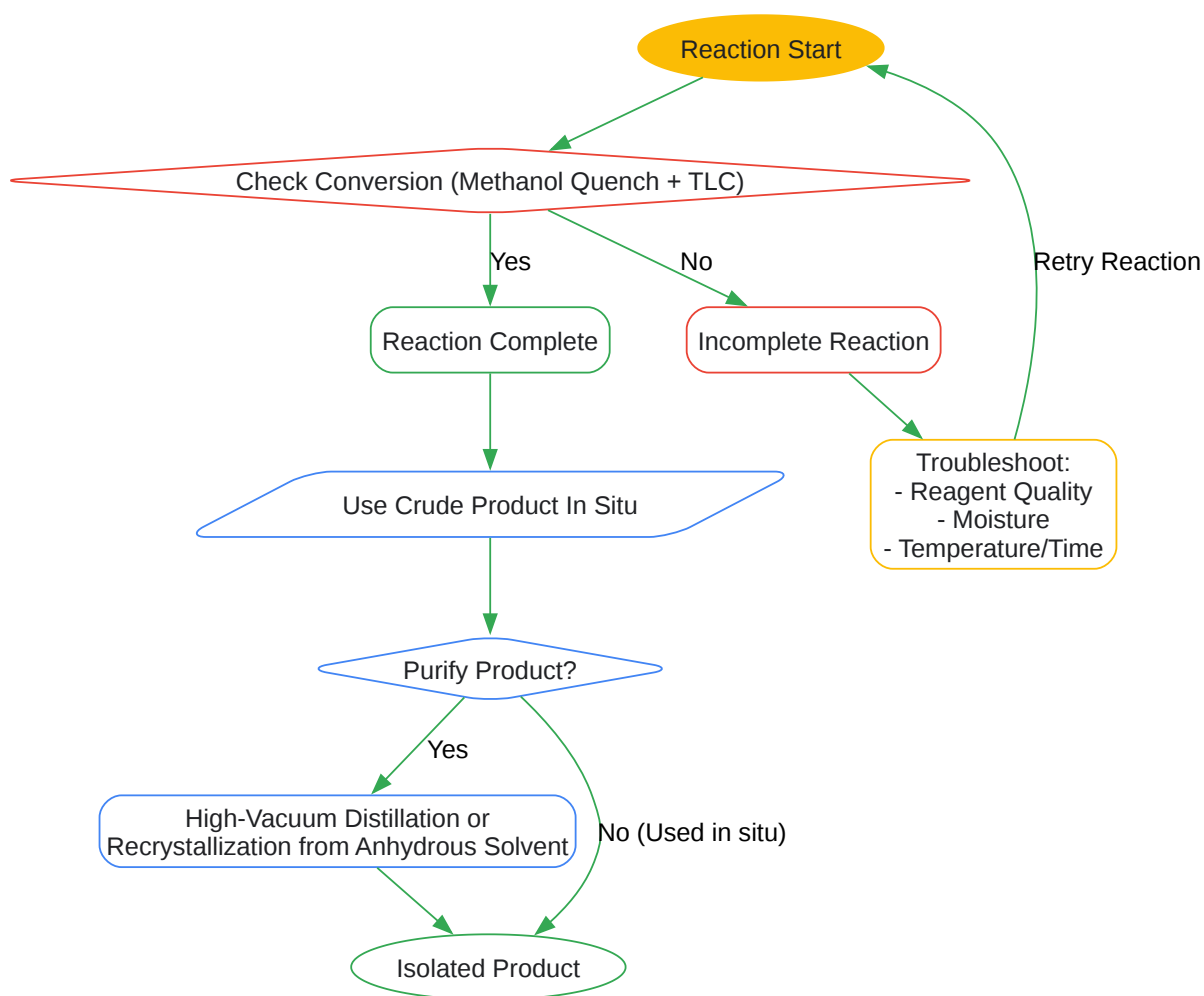 Reaction Start
Check Conversion (Methanol Quench + TLC)
Yes
No
Retry Reaction
Reaction Complete
Incomplete Reaction
Troubleshoot:
- Reagent Quality
- Moisture
- Temperature/Time
Use Crude Product In Situ
Purify Product?
Yes
No (Used in situ)
High-Vacuum Distillation or
Recrystallization from Anhydrous Solvent
Isolated Product